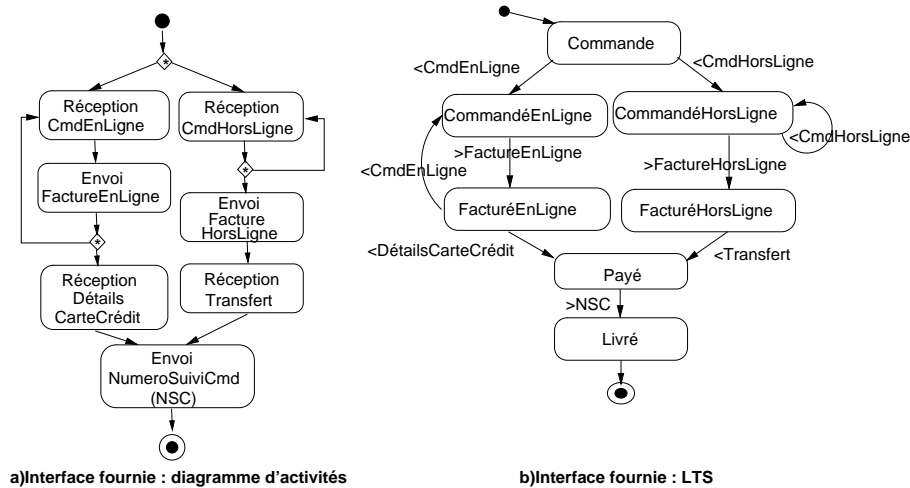 *
Réception
CmdEnLigne
Réception
CmdHorsLigne
*
Envoi
FactureEnLigne
Envoi
Facture
HorsLigne
*
Réception
Détails
CarteCrédit
Réception
Transfert
Envoi
NumeroSuiviCmd
(NSC)
a)Interface fournie : diagramme d'activités
Commande
<CmdEnLigne
<CmdHorsLigne
CommandéEnLigne
CommandéHorsLigne
<CmdHorsLigne
>FactureEnLigne
<CmdEnLigne
>FactureHorsLigne
FacturéEnLigne
FacturéHorsLigne
<DétailsCarteCrédit
<Transfert
Payé
>NSC
Livré
b)Interface fournie : LTS